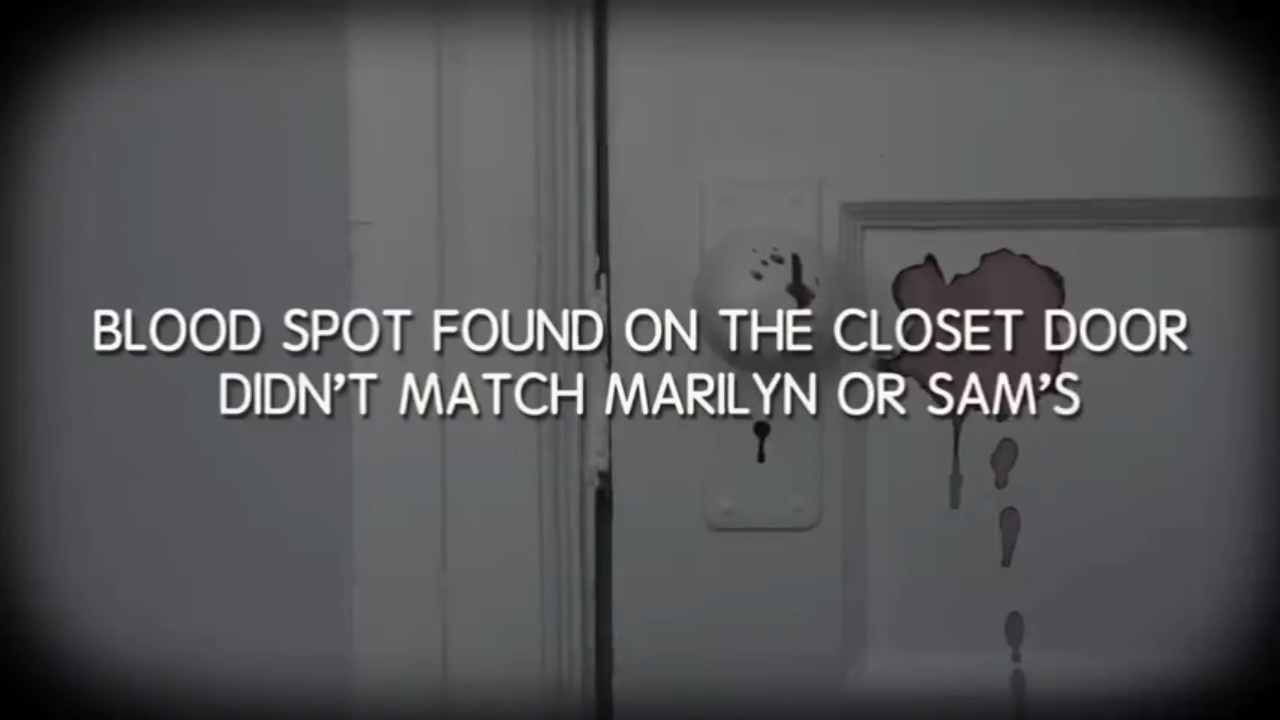 BLOOD SPOT FOUND ON THE CLOSET DOOR
DIDN'T MATCH MARILYN OR SAM'S